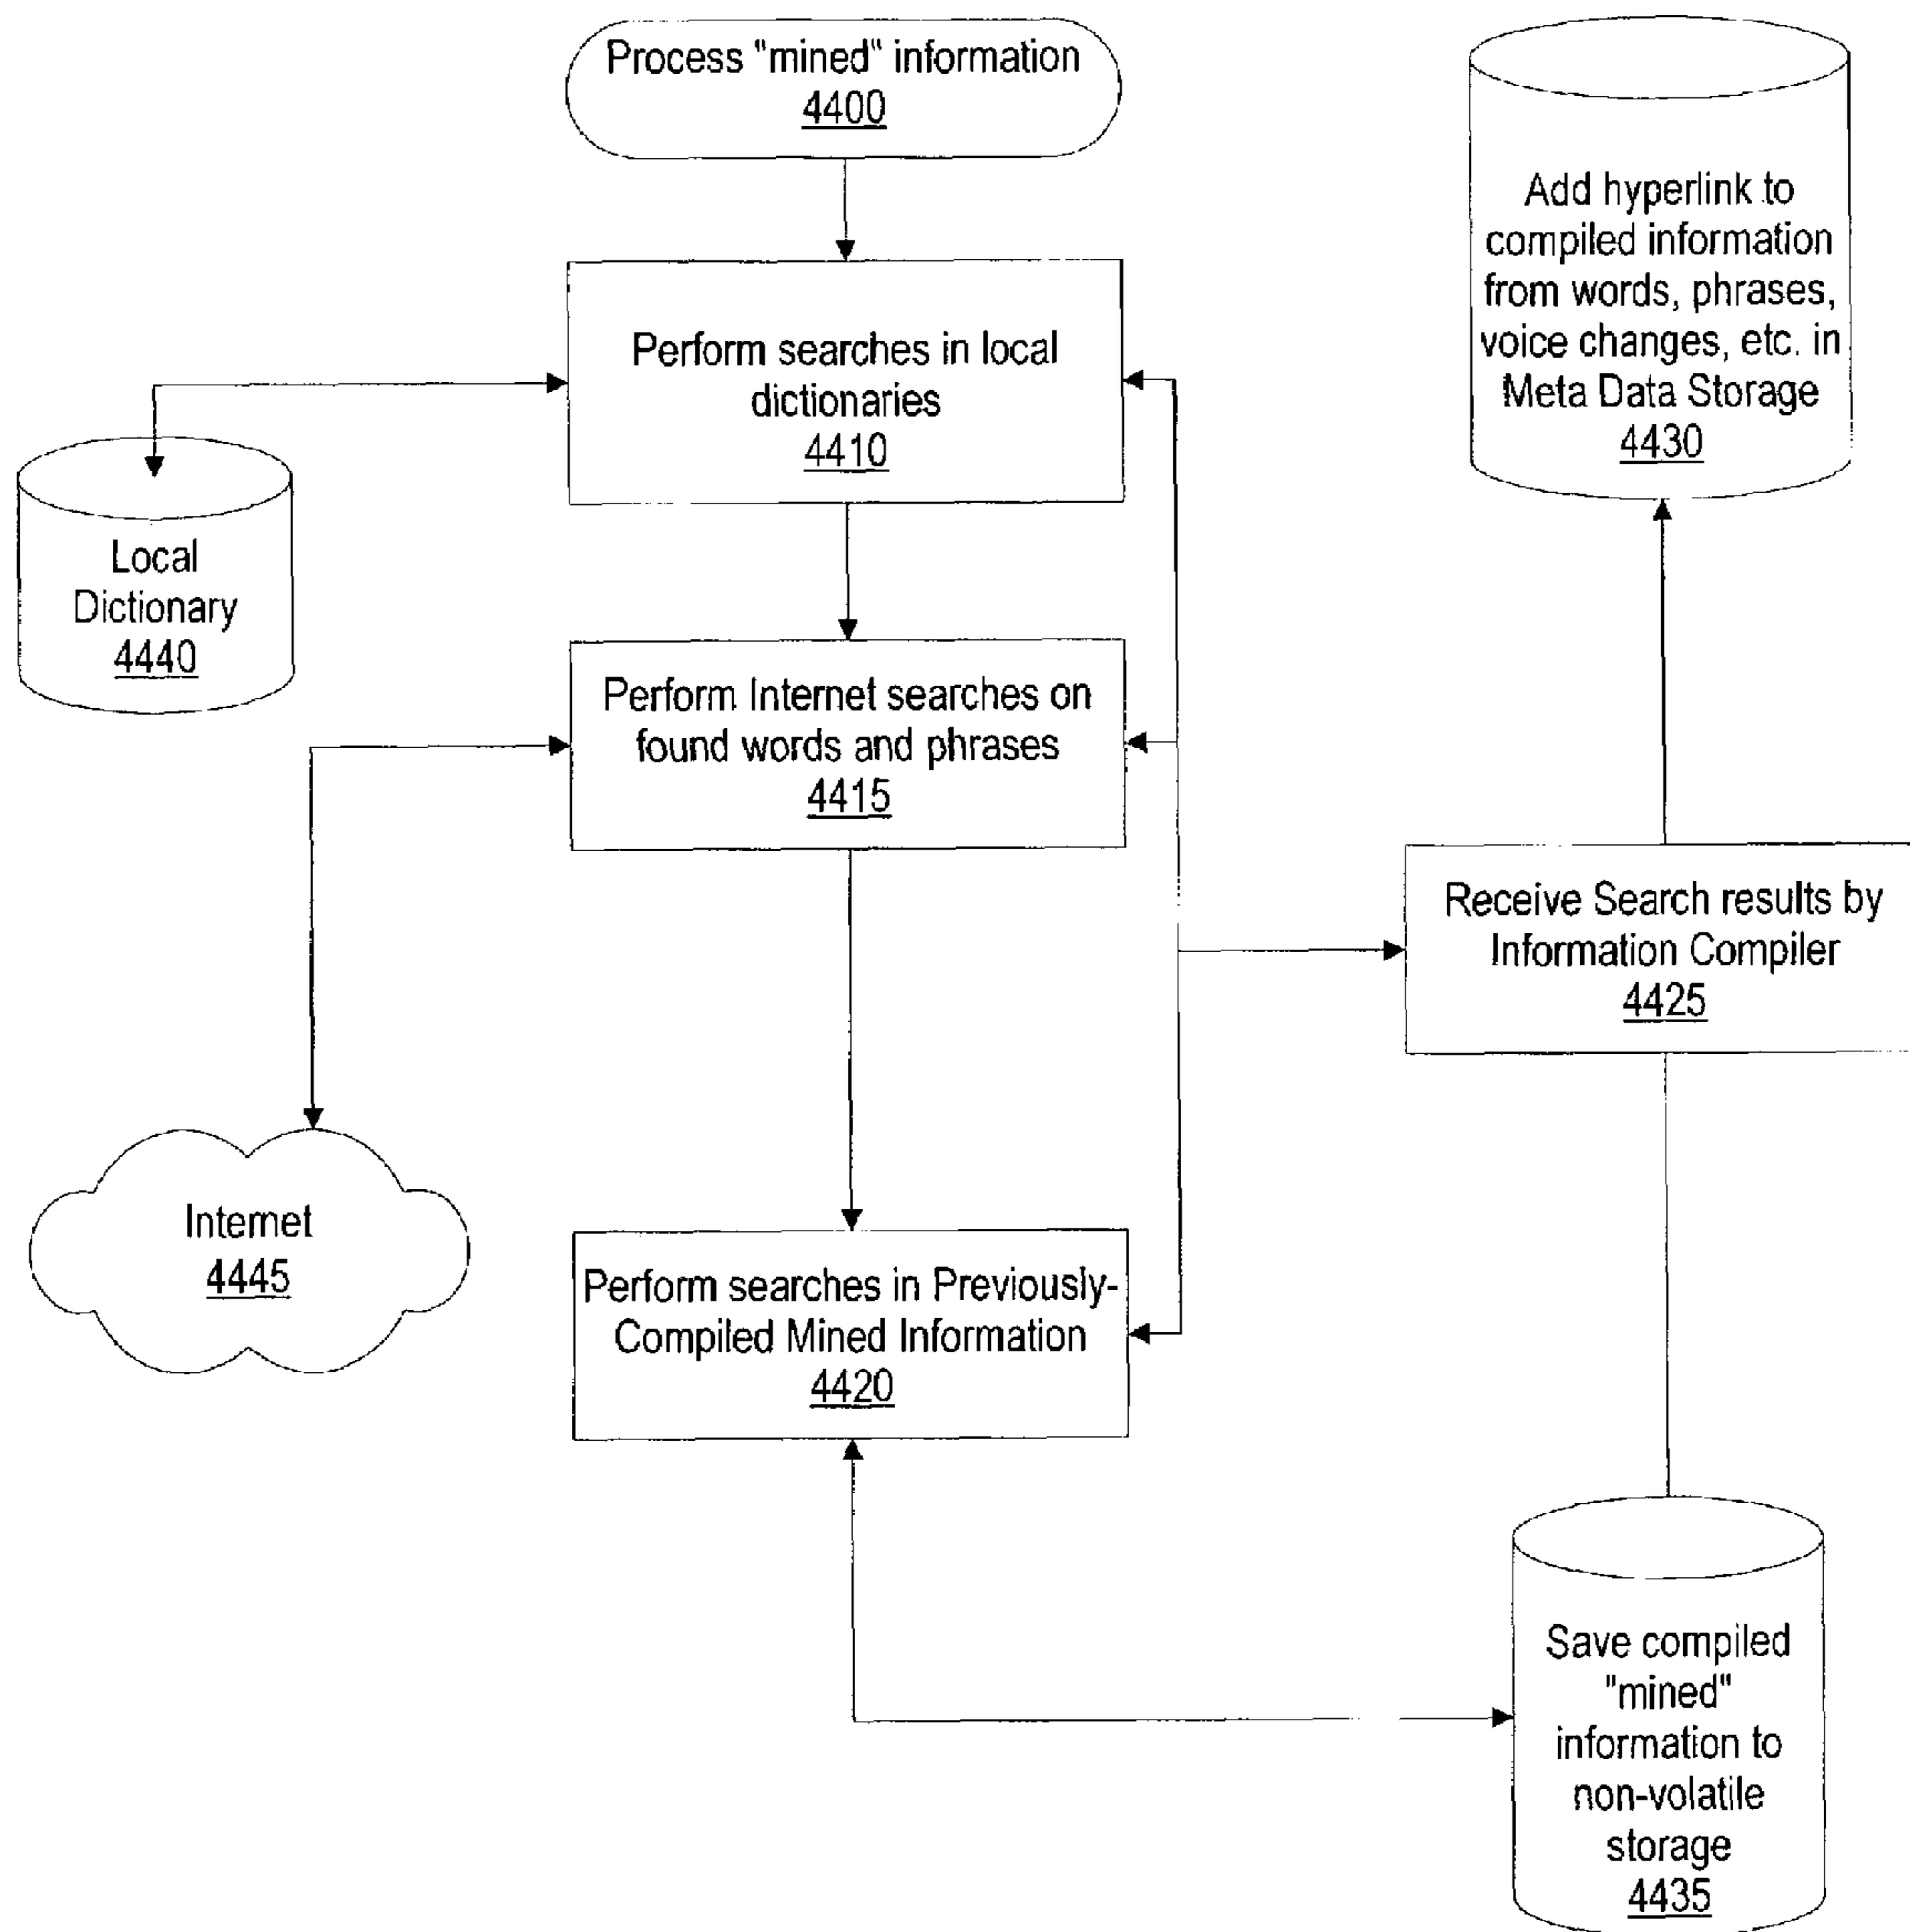 Process "mined" information
4400
Add hyperlink to
compiled information
from words, phrases,
voice changes, etc. in
Meta Data Storage
4430
Perform searches in local
dictionaries
4410
Local
Dictionary
4440
Perform Internet searches on
found words and phrases
4415
Receive Search results by
Information Compiler
4425
Internet
4445
Perform searches in Previously-
Compiled Mined Information
4420
Save compiled
"mined"
information to
non-volatile
storage
4435